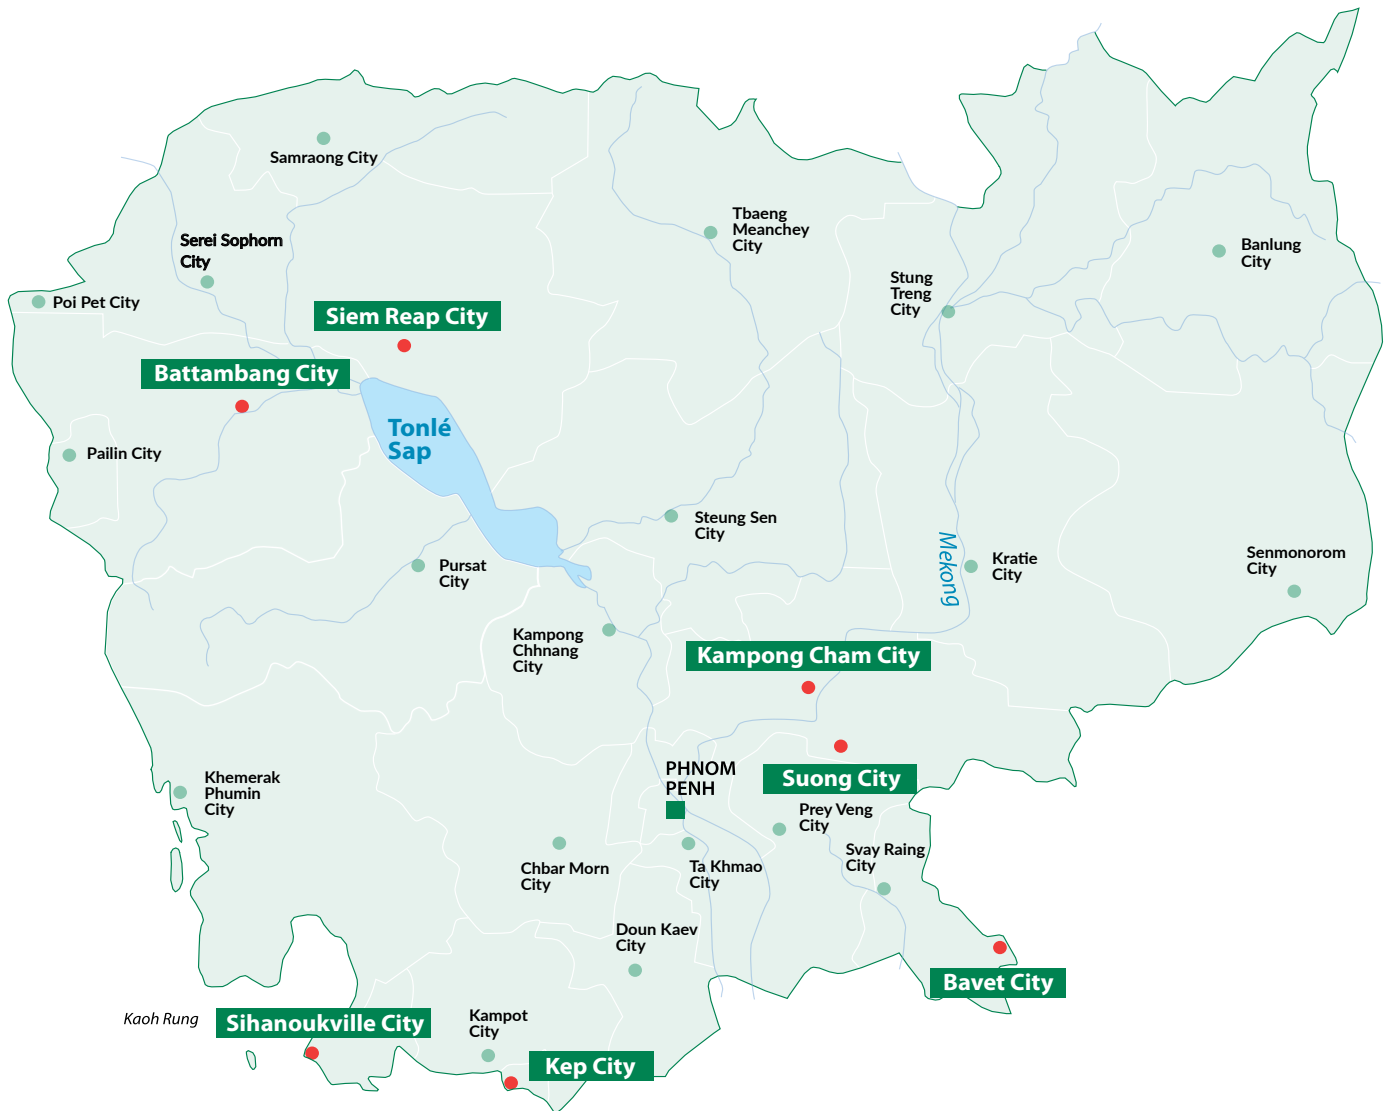 Samraong City
Tbaeng
Meanchey
City
Serei Sophorn
City
Banlung
City
Stung
Treng
City
Poi Pet City
Siem Reap City
Battambang City
Tonlé
Sap
Pailin City
Steung Sen
City
Mekong
Pursat
City
Kratie
City
Senmonorom
City
Kampong
Chhnang
City
Kampong Cham City
PHNOM
PENH
Suong City
Khemerak
Phumin
City
Prey Veng
City
Svay Raing
City
Chbar Morn
City
Ta Khmao
City
Doun Kaev
City
Bavet City
Kaoh Rung
Sihanoukville City
Kampot
City
Kep City